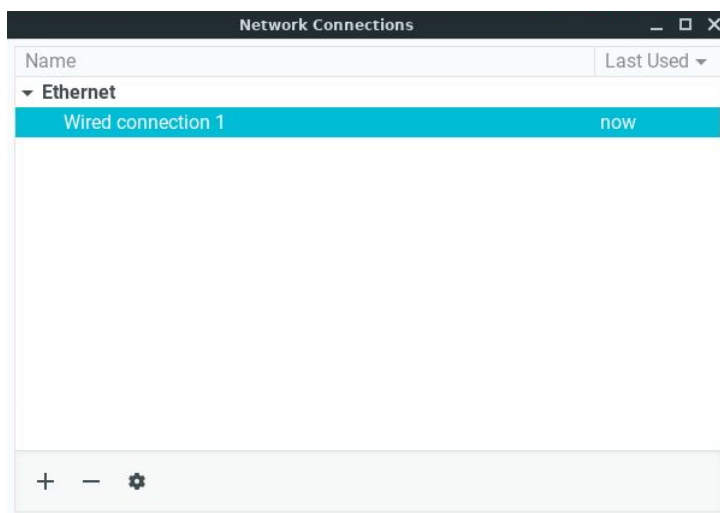 Network Connections
Name Last Used
Ethernet
Wired connection 1 now